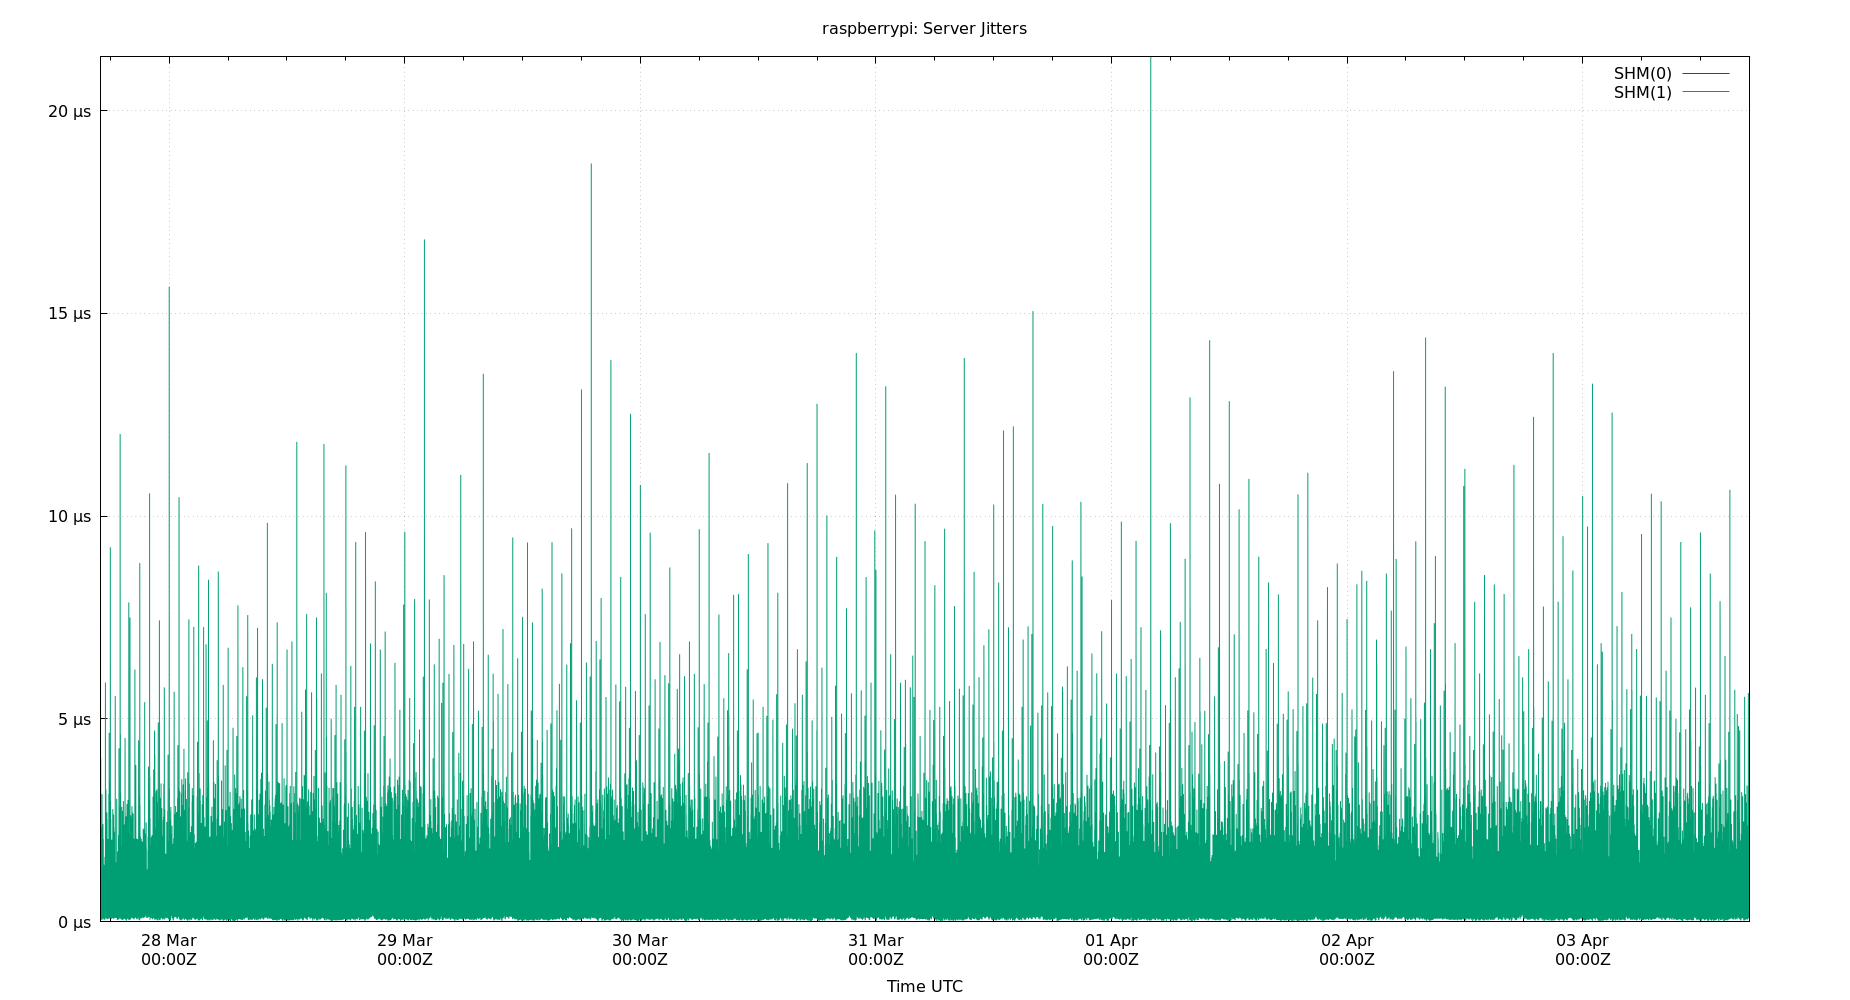 raspberrypi: Server Jitters
SHM(0)
SHM(1)
20 µs
15 µs
10 µs
5 µs
0 µs
28 Mar 29 Mar 30 Mar 31 Mar 01 Apr 02 Apr 03 Apr
00:00Z 00:00Z 00:00Z 00:00Z 00:00Z 00:00Z 00:00Z
Time UTC